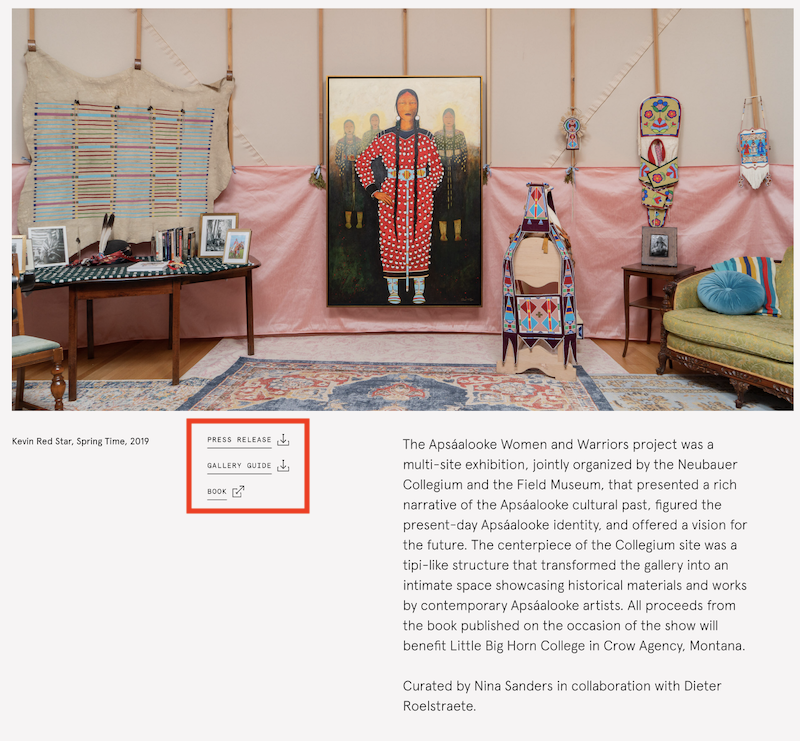 Kevin Red Star, Spring Time, 2019
PRESS RELEASE
GALLERY GUIDE
BOOK
The Apsáalooke Women and Warriors project was a
multi-site exhibition, jointly organized by the Neubauer
Collegium and the Field Museum, that presented a rich
narrative of the Apsáalooke cultural past, figured the
present-day Apsáalooke identity, and offered a vision for
the future. The centerpiece of the Collegium site was a
tipi-like structure that transformed the gallery into an
intimate space showcasing historical materials and works
by contemporary Apsáalooke artists. All proceeds from
the book published on the occasion of the show will
benefit Little Big Horn College in Crow Agency, Montana.
Curated by Nina Sanders in collaboration with Dieter
Roelstraete.